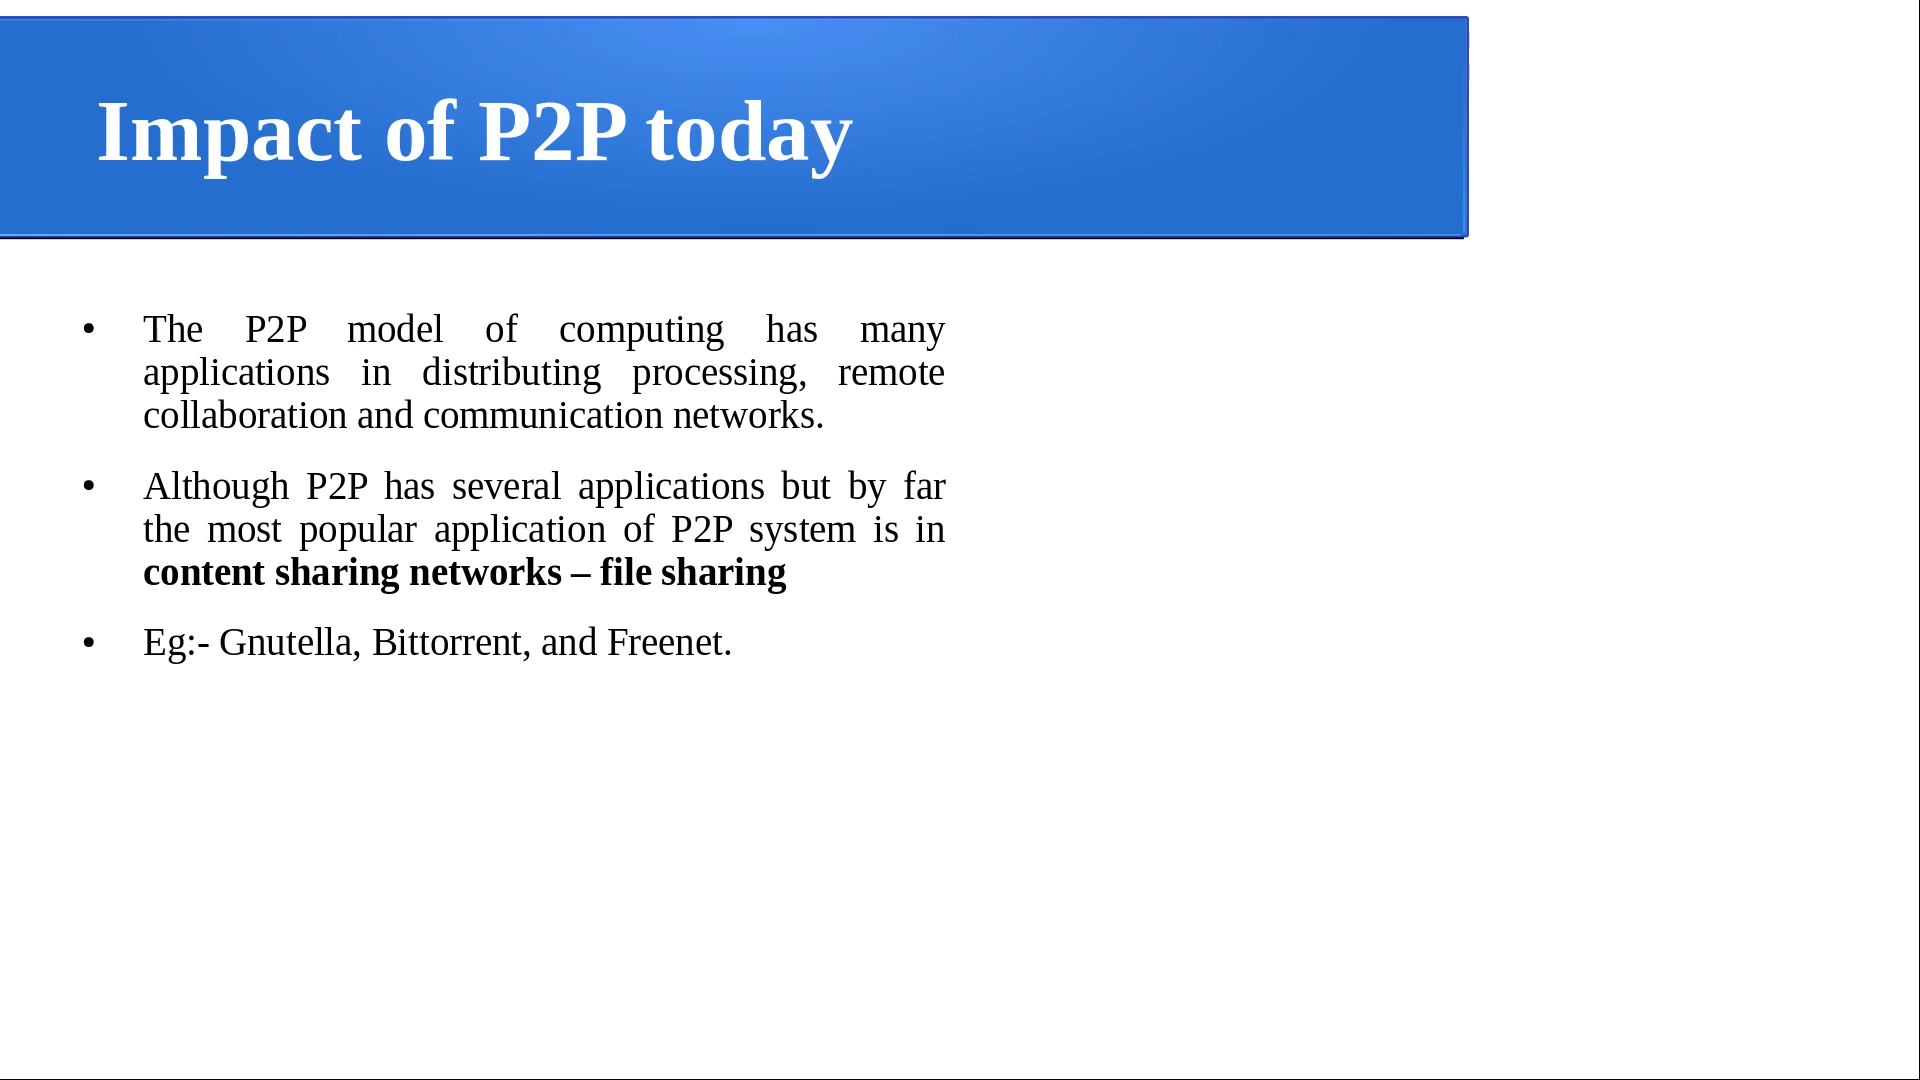 Impact of P2P today
• The P2P model of computing has many
applications in distributing processing, remote
collaboration and communication networks.
• Although P2P has several applications but by far
the most popular application of P2P system is in
content sharing networks – file sharing
• Eg:- Gnutella, Bittorrent, and Freenet.